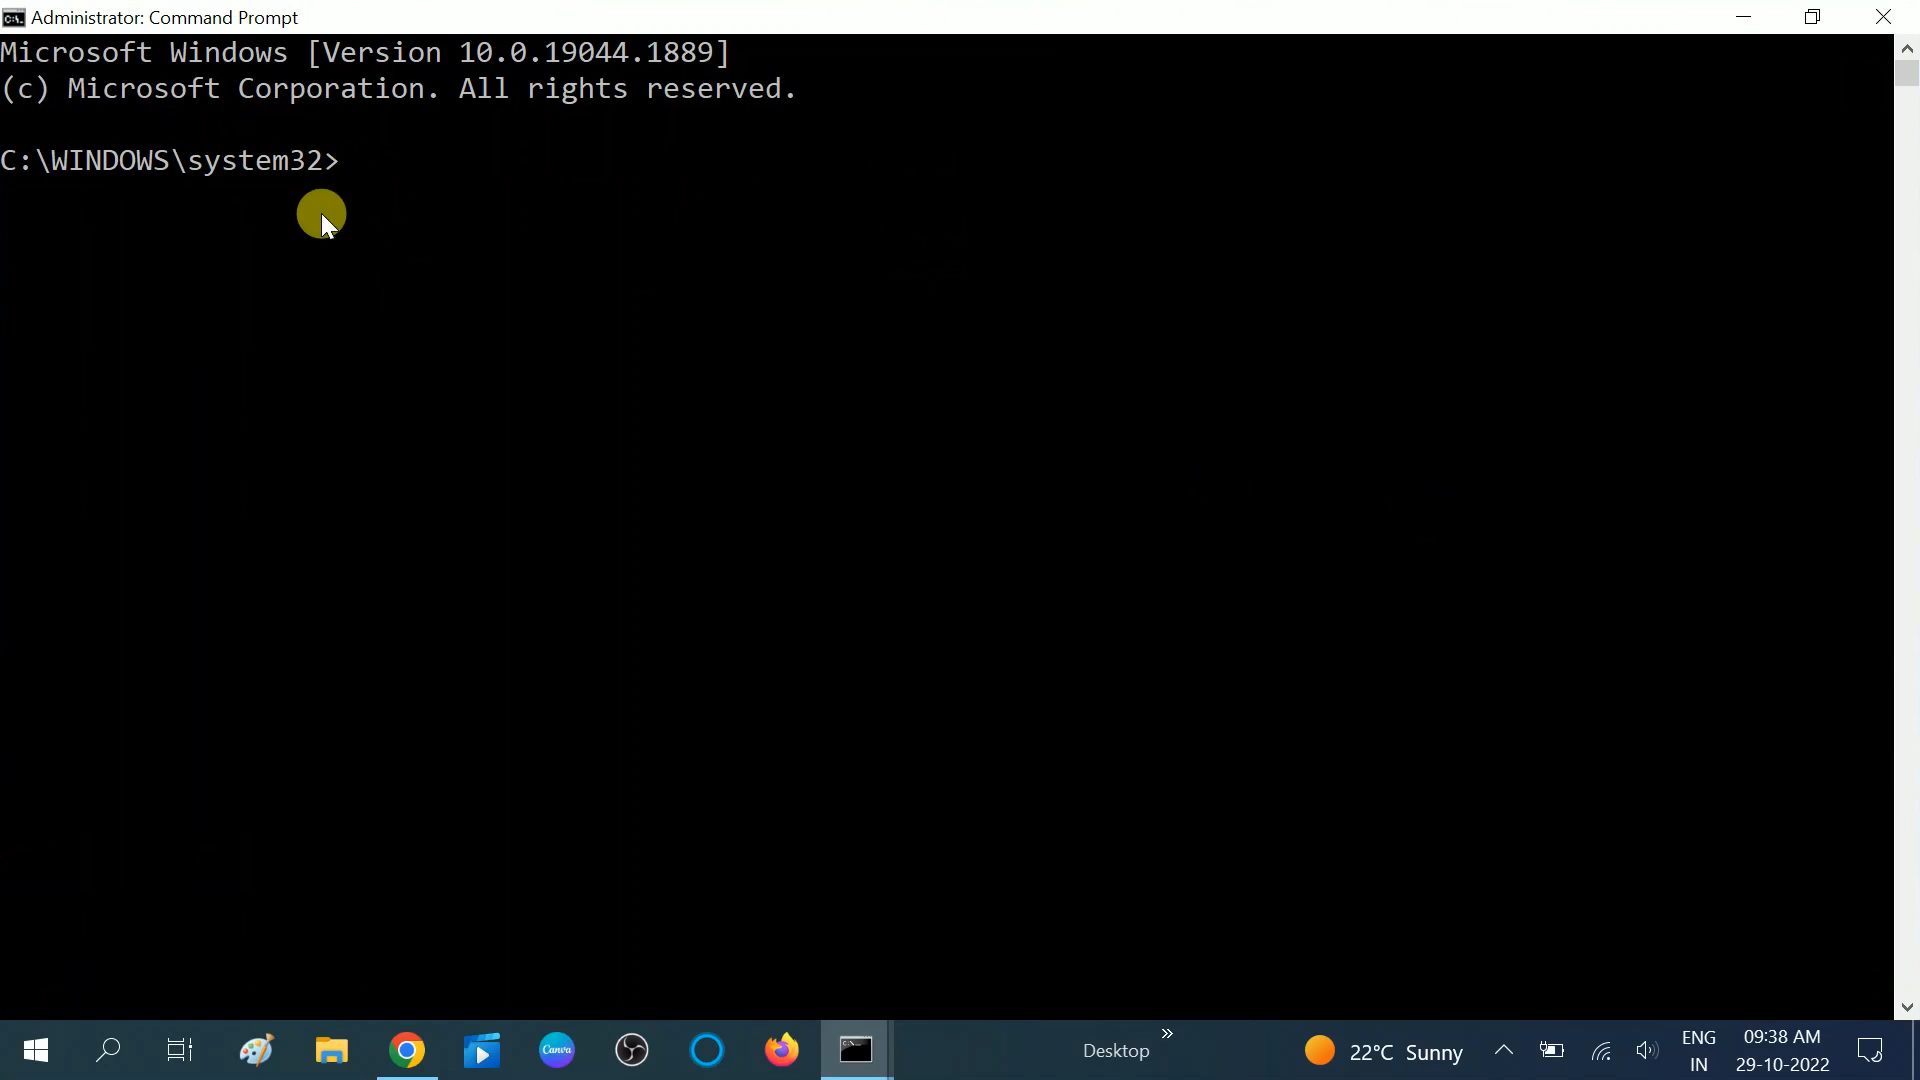 Administrator: Command Prompt
Microsoft Windows [Version 10.0.19044.1889]
(c) Microsoft Corporation. All rights reserved.
C:\WINDOWS\system32>
Canva
Desktop
22°C Sunny
ENG
IN
09:38 AM
29-10-2022